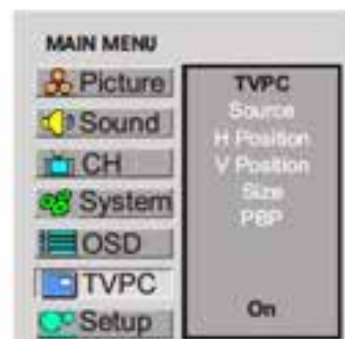 MAIN MENU
Picture
Sound
CH
System
OSD
TVPC
Setup
TVPC
Source
H Position
V Position
Size
PBP
On